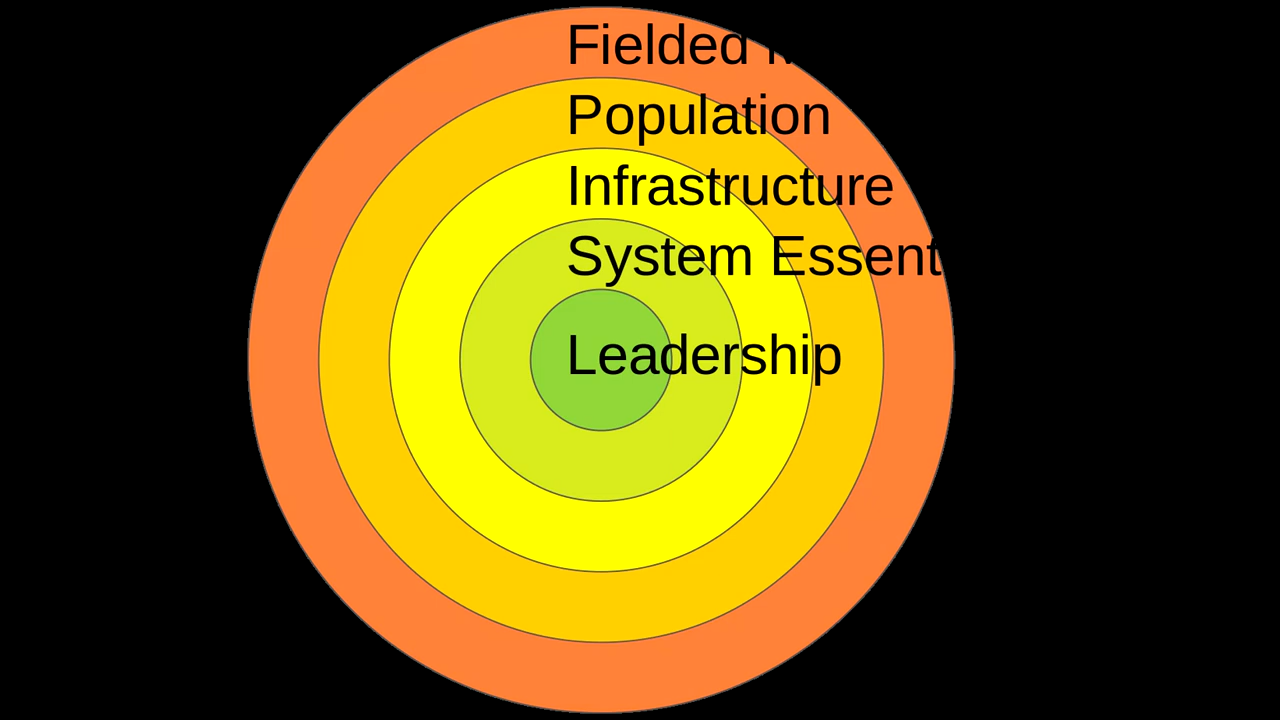 Fielded
Population
Infrastructure
System Essent
Leadership